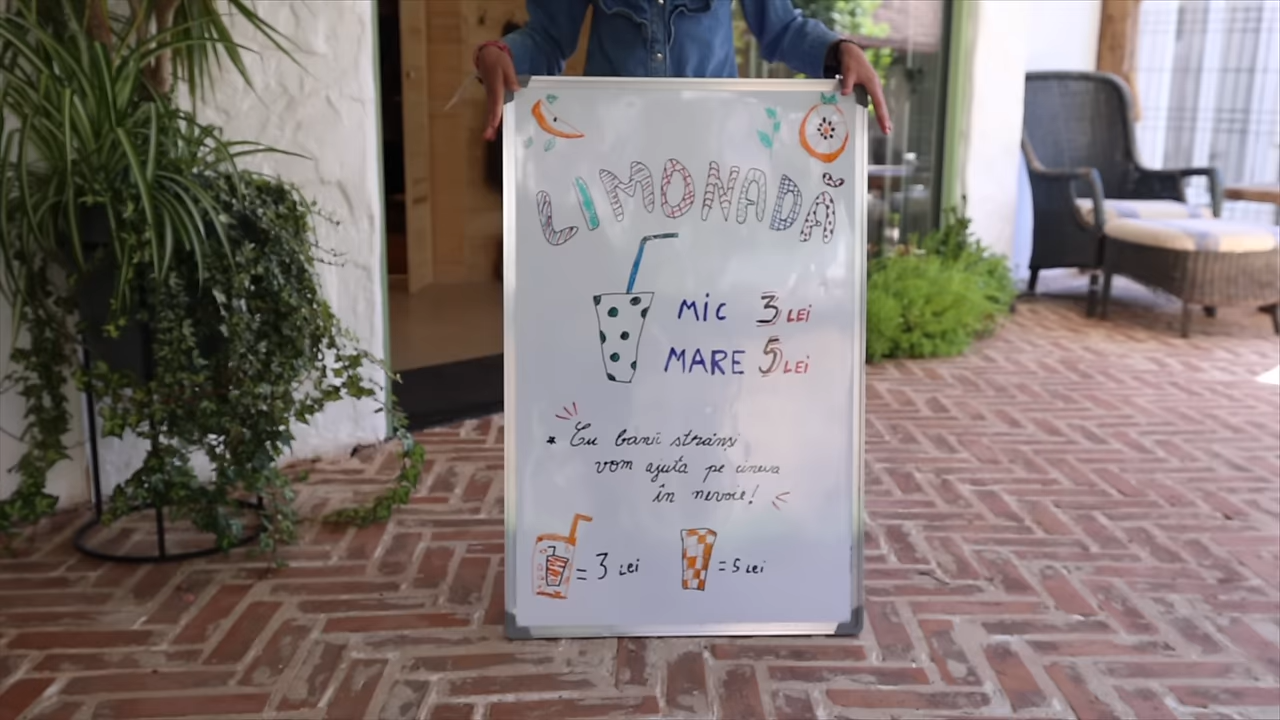 LIMONADĂ
MIC 3 LEI
MARE 5 LEI
* Cu banii strânși
vom ajuta pe cineva
în nevoie!
= 3 LEI
= 5 LEI